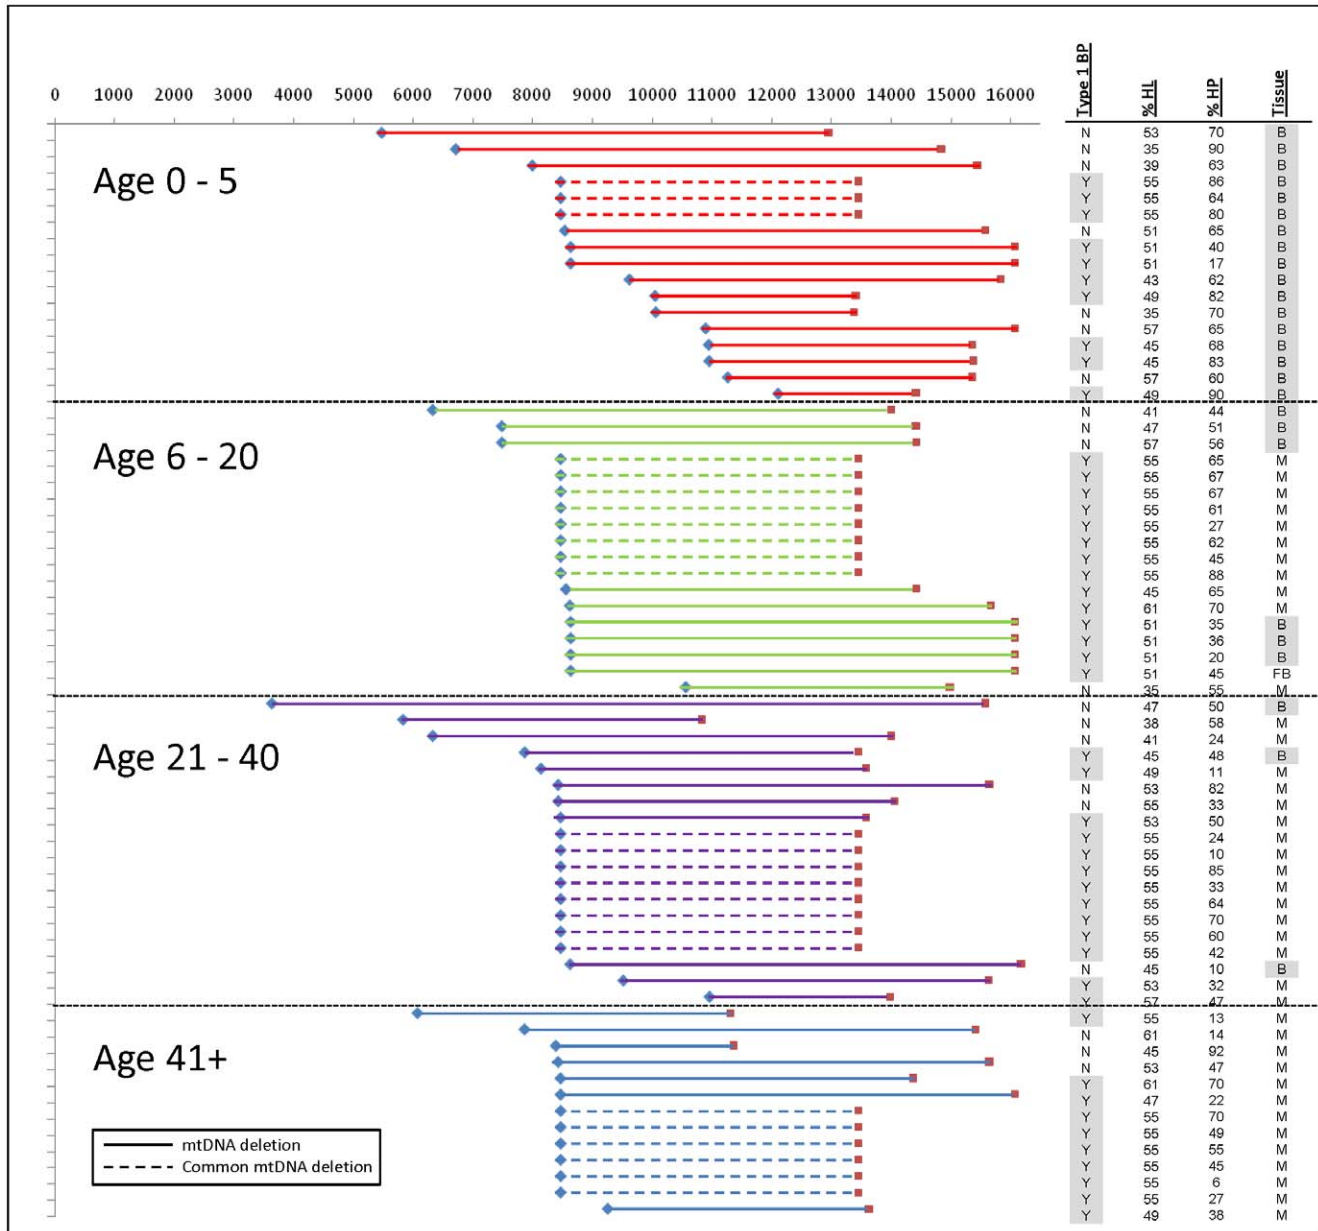 Type 1 BP % HL % HP Tissue
0 1000 2000 3000 4000 5000 6000 7000 8000 9000 10000 11000 12000 13000 14000 15000 16000
N 53 70 B
N 35 90 B
N 39 63 B
Age 0 - 5
Y 55 86 B
Y 55 64 B
Y 55 80 B
N 51 65 B
Y 51 40 B
Y 51 17 B
Y 43 62 B
Y 49 82 B
N 35 70 B
N 57 65 B
Y 45 68 B
Y 45 83 B
N 57 60 B
Y 49 90 B
N 41 44 B
N 47 51 B
N 57 56 B
Age 6 - 20
Y 55 65 M
Y 55 67 M
Y 55 67 M
Y 55 61 M
Y 55 27 M
Y 55 62 M
Y 55 45 M
Y 55 88 M
Y 45 65 M
Y 61 70 M
Y 51 35 B
Y 51 36 B
Y 51 20 B
Y 51 45 FB
N 35 55 M
N 47 50 B
N 38 58 M
N 41 24 M
Age 21 - 40
Y 45 48 B
Y 49 11 M
N 53 82 M
N 55 33 M
Y 53 50 M
Y 55 24 M
Y 55 10 M
Y 55 85 M
Y 55 33 M
Y 55 64 M
Y 55 70 M
Y 55 60 M
Y 55 42 M
N 45 10 B
Y 53 32 M
Y 57 47 M
Y 55 13 M
N 61 14 M
N 45 92 M
Age 41+
N 53 47 M
Y 61 70 M
Y 47 22 M
Y 55 70 M
Y 55 49 M
Y 55 55 M
Y 55 45 M
Y 55 6 M
Y 55 27 M
Y 49 38 M
mtDNA deletion
Common mtDNA deletion